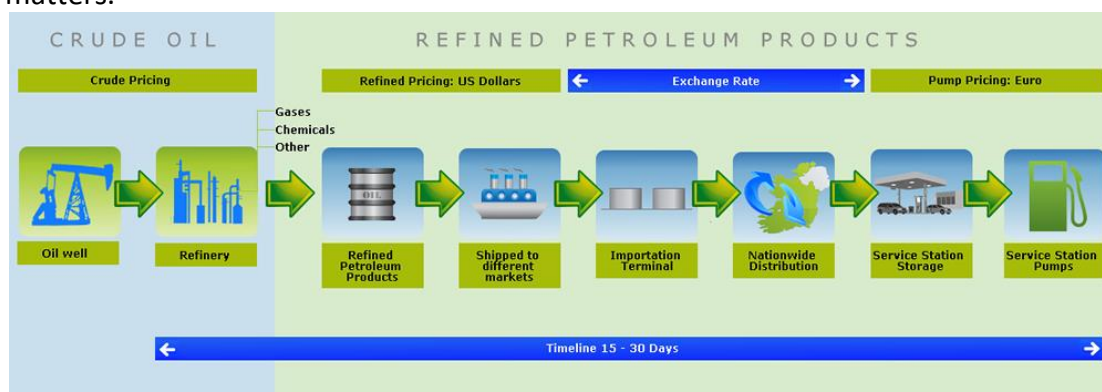 matters.
CRUDE OIL
REFINED PETROLEUM PRODUCTS
Crude Pricing
Refined Pricing: US Dollars
Exchange Rate
Pump Pricing: Euro
Gases
Chemicals
Other
OIL
Oil well
Refinery
Refined
Petroleum
Products
Shipped to
different
markets
Importation
Terminal
Nationwide
Distribution
Service Station
Storage
Service Station
Pumps
Timeline 15 - 30 Days